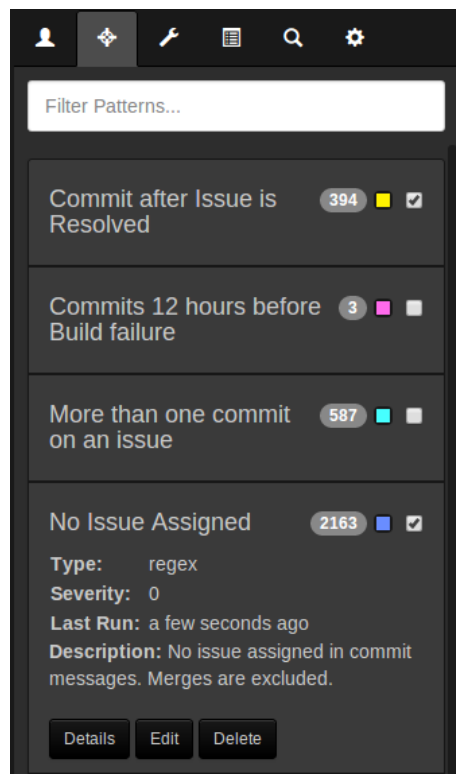 Filter Patterns...
Commit after Issue is 394
Resolved
Commits 12 hours before 3
Build failure
More than one commit 587
on an issue
No Issue Assigned 2163
Type: regex
Severity: 0
Last Run: a few seconds ago
Description: No issue assigned in commit
messages. Merges are excluded.
Details Edit Delete